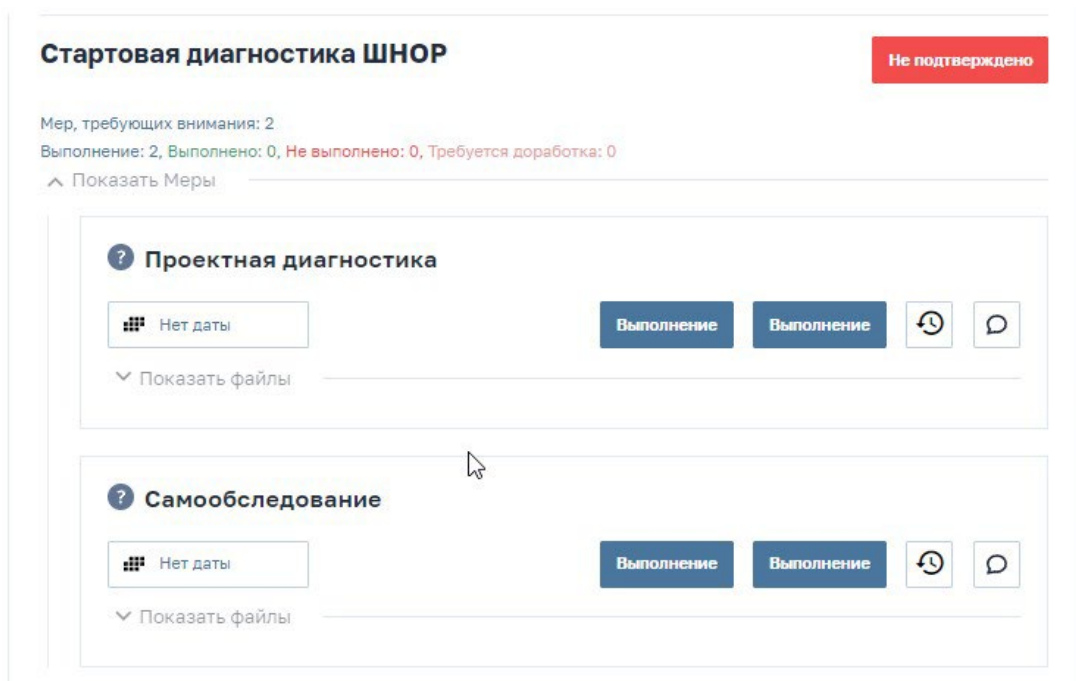 Стартовая диагностика ШНОР
Не подтверждено
Мер, требующих внимания: 2
Выполнение: 2, Выполнено: 0, Не выполнено: 0, Требуется доработка: 0
Показать Меры
? Проектная диагностика
Нет даты
Выполнение
Выполнение
Показать файлы
? Самообследование
Нет даты
Выполнение
Выполнение
Показать файлы